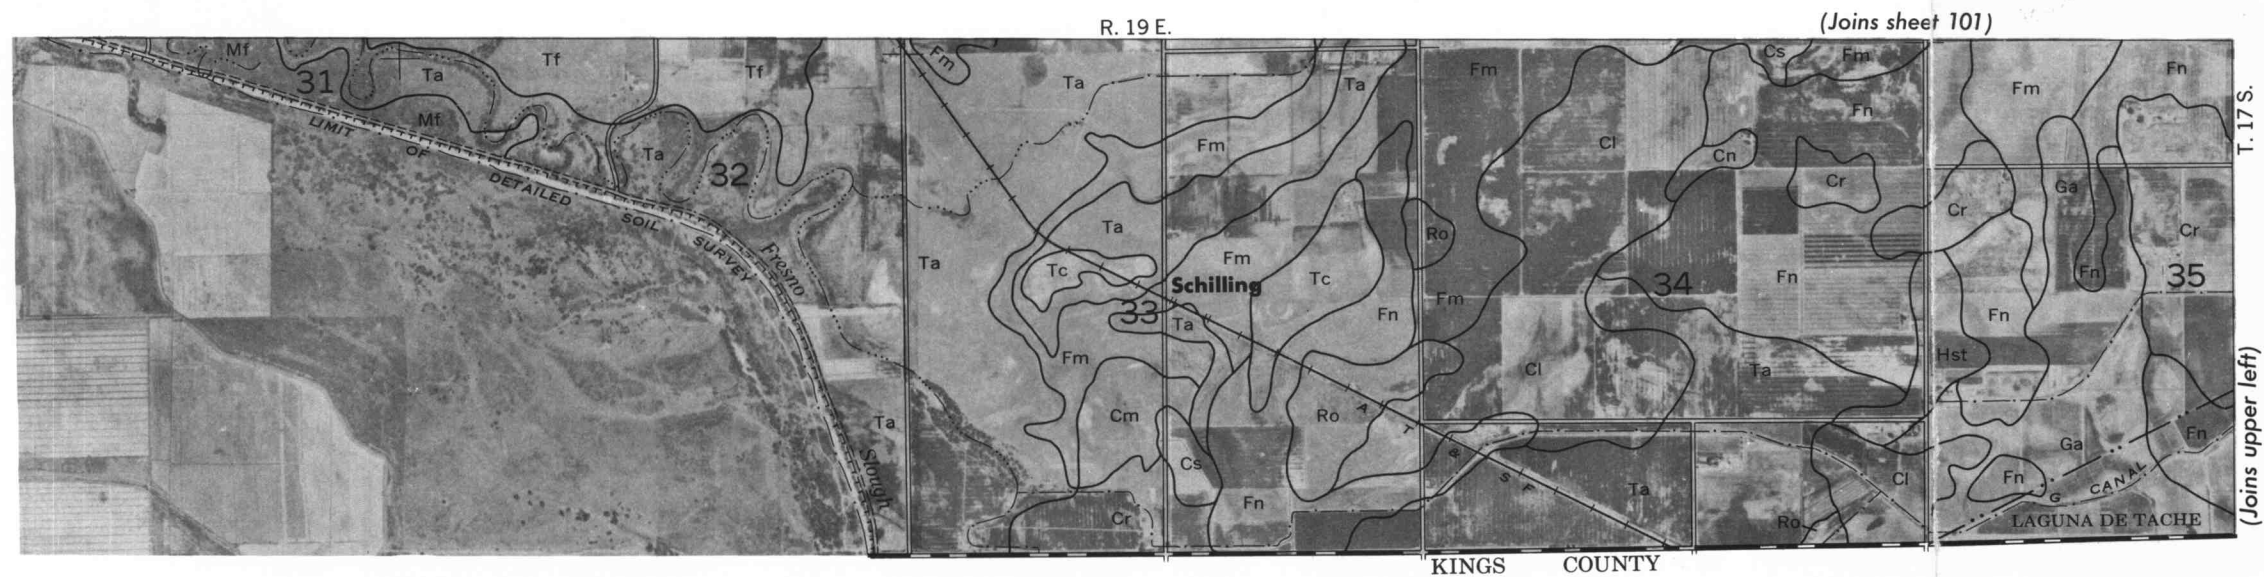 R. 19 E.
(Joins sheet 101)
T. 17 S.
(Joins upper left)
Mf
31
Ta
Mf
Tf
Tf
LIMIT OF DETAILED SOIL SURVEY
Ta
32
Fresno Slough
Ta
Ta
Fm
Ta
Ta
Fm
Ta
Tc
Fm
Schilling
33
Ta
Tc
Fn
Fm
Cm
Ro
Cs
Fn
Cr
A T & S F
Fm
Cl
Cs
Fm
Fn
Cn
Cr
Ro
Fm
34
Fn
Cl
Ta
Ta
Ro
Cl
Fm
Fn
Ga
Cr
Cr
Fn
35
Fn
Hst
Ga
Fn
Fn
G CANAL
LAGUNA DE TACHE
KINGS COUNTY